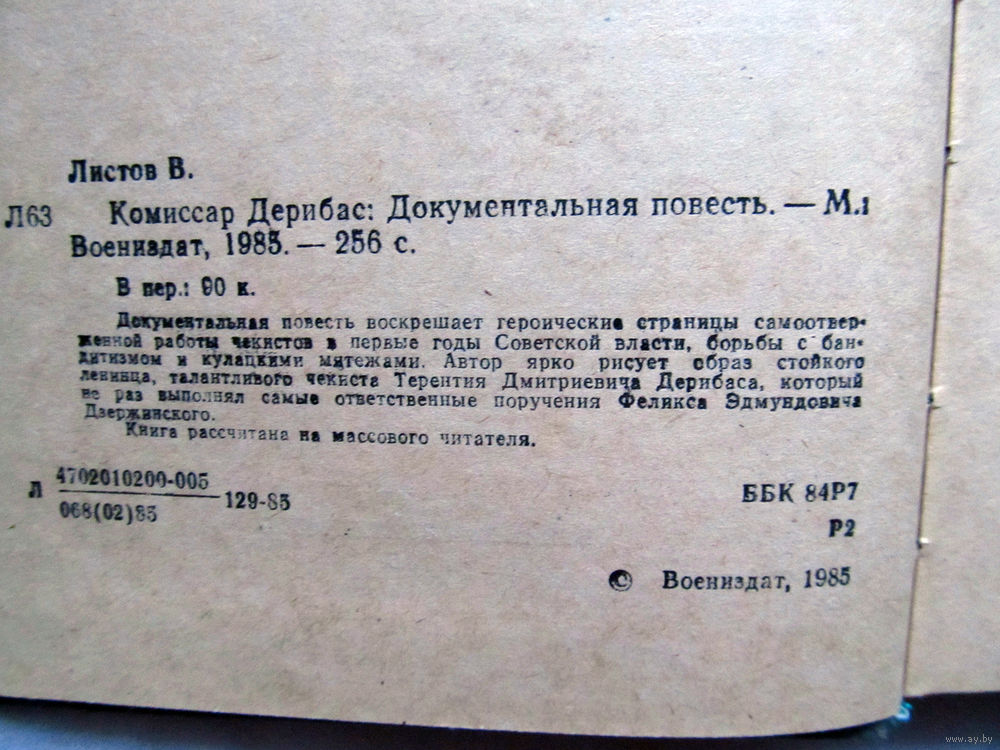 Листов В.
Л63 Комиссар Дерибас: Документальная повесть. — М.:
Воениздат, 1985. — 256 с.
В пер.: 90 к.
Документальная повесть воскрешает героические страницы самоотвер-
женной работы чекистов в первые годы Советской власти, борьбы с бан-
дитизмом и кулацкими мятежами. Автор ярко рисует образ стойкого
ленинца, талантливого чекиста Терентия Дмитриевича Дерибаса, который
не раз выполнял самые ответственные поручения Феликса Эдмундовича
Дзержинского.
Книга рассчитана на массового читателя.
4702010200-005
Л 129-85
068(02)85
ББК 84Р7
Р2
© Воениздат, 1985
www.ay.by